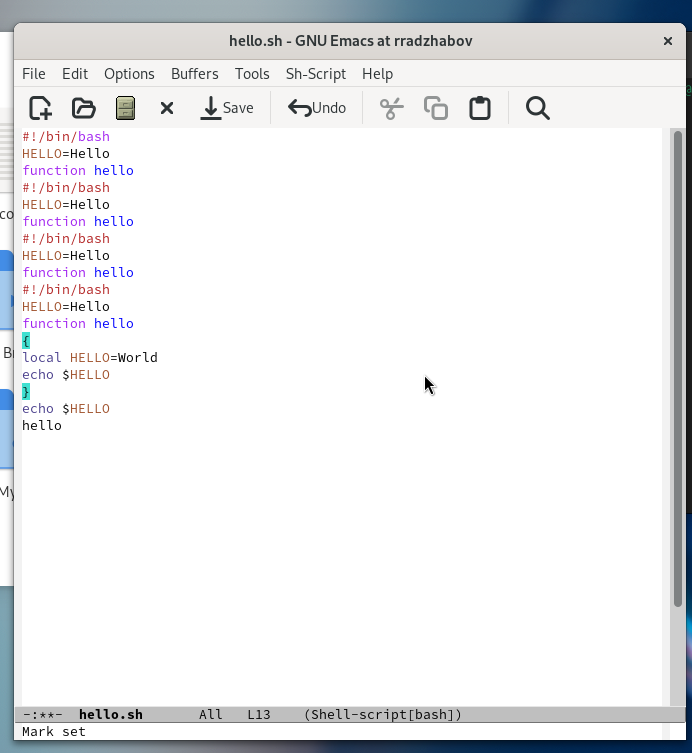 hello.sh - GNU Emacs at rradzhabov
File Edit Options Buffers Tools Sh-Script Help
Save Undo
#!/bin/bash
HELLO=Hello
function hello
#!/bin/bash
HELLO=Hello
function hello
#!/bin/bash
HELLO=Hello
function hello
#!/bin/bash
HELLO=Hello
function hello
{
local HELLO=World
echo $HELLO
}
echo $HELLO
hello
-:**- hello.sh All L13 (Shell-script[bash])
Mark set